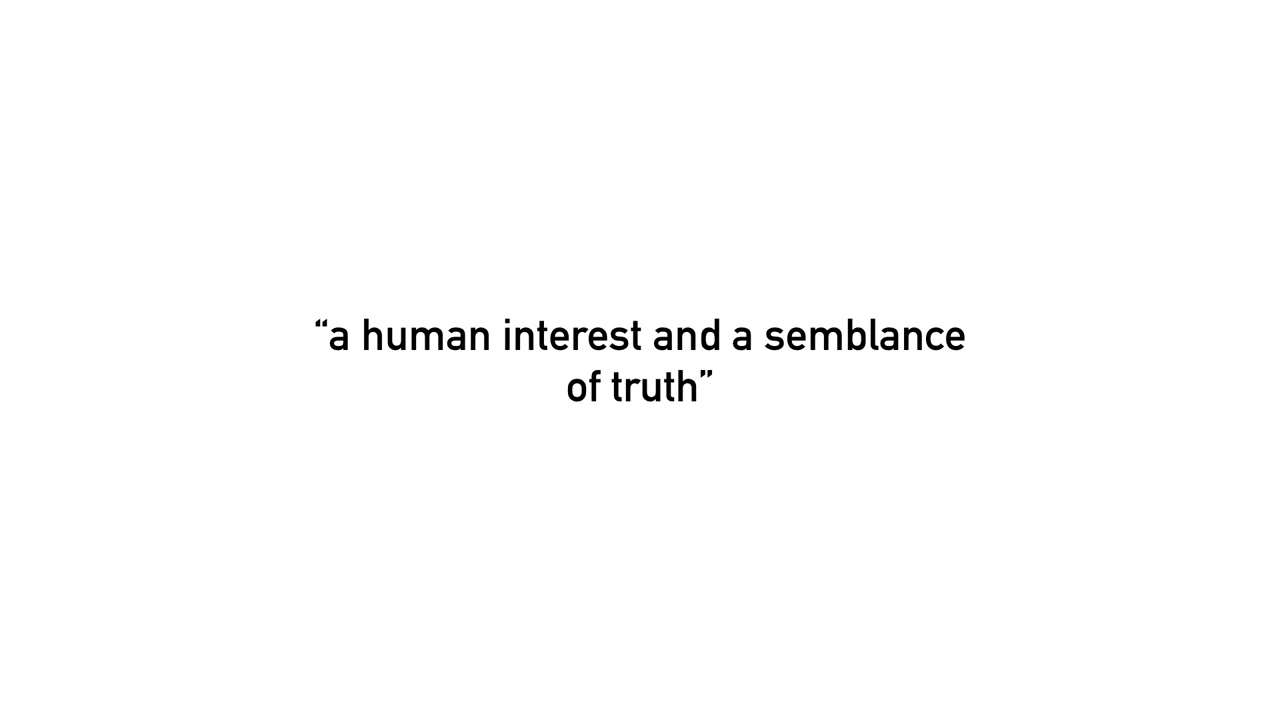 “a human interest and a semblance
of truth”